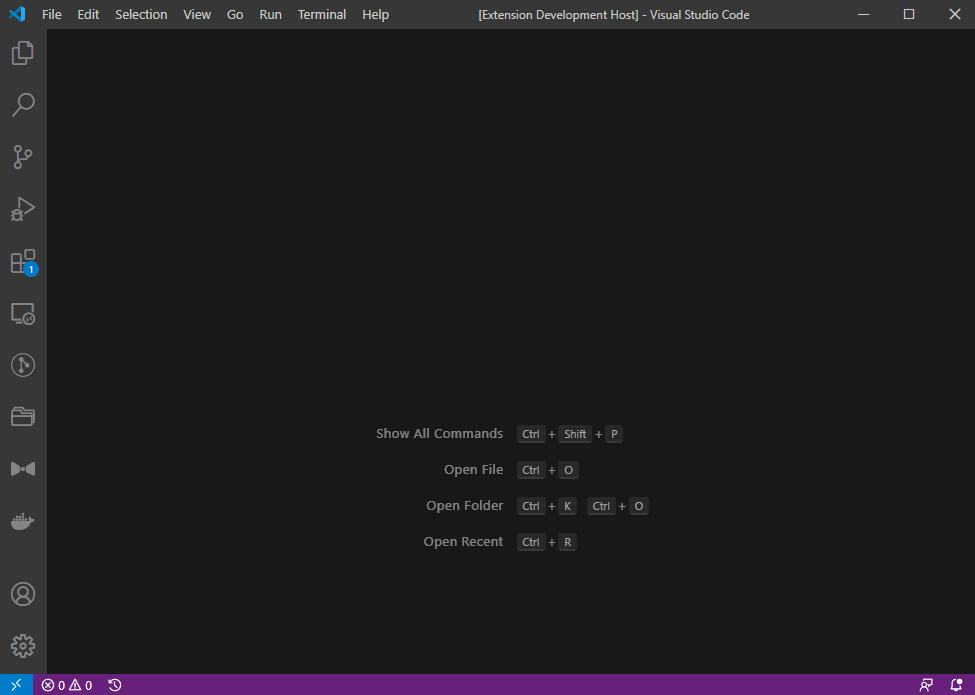 File Edit Selection View Go Run Terminal Help [Extension Development Host] - Visual Studio Code
1
Show All Commands Ctrl + Shift + P
Open File Ctrl + O
Open Folder Ctrl + K Ctrl + O
Open Recent Ctrl + R
0 0